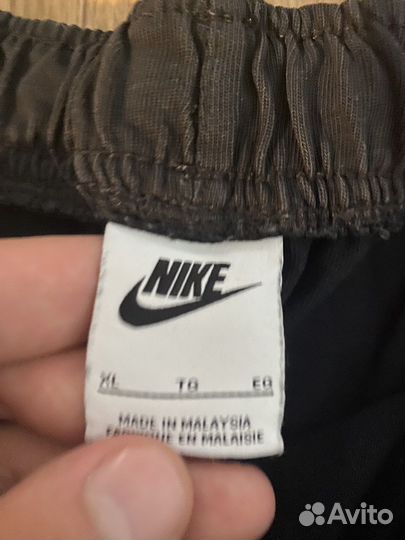 NIKE
XL TG EG
MADE IN MALAYSIA
FABRIQUÉ EN MALAISIE
Avito